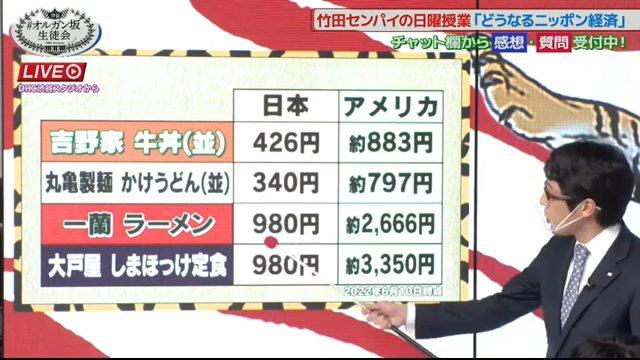 渋谷
#オルガン坂
生徒会
竹田センパイの日曜授業「どうなるニッポン経済」
チャット欄から 感想・質問 受付中！
LIVE
DHC渋谷スタジオから
日本 アメリカ
吉野家 牛丼(並) 426円 約883円
丸亀製麺 かけうどん(並) 340円 約797円
一蘭 ラーメン 980円 約2,666円
大戸屋 しまほっけ定食 980円 約3,350円
2022年6月10日時点